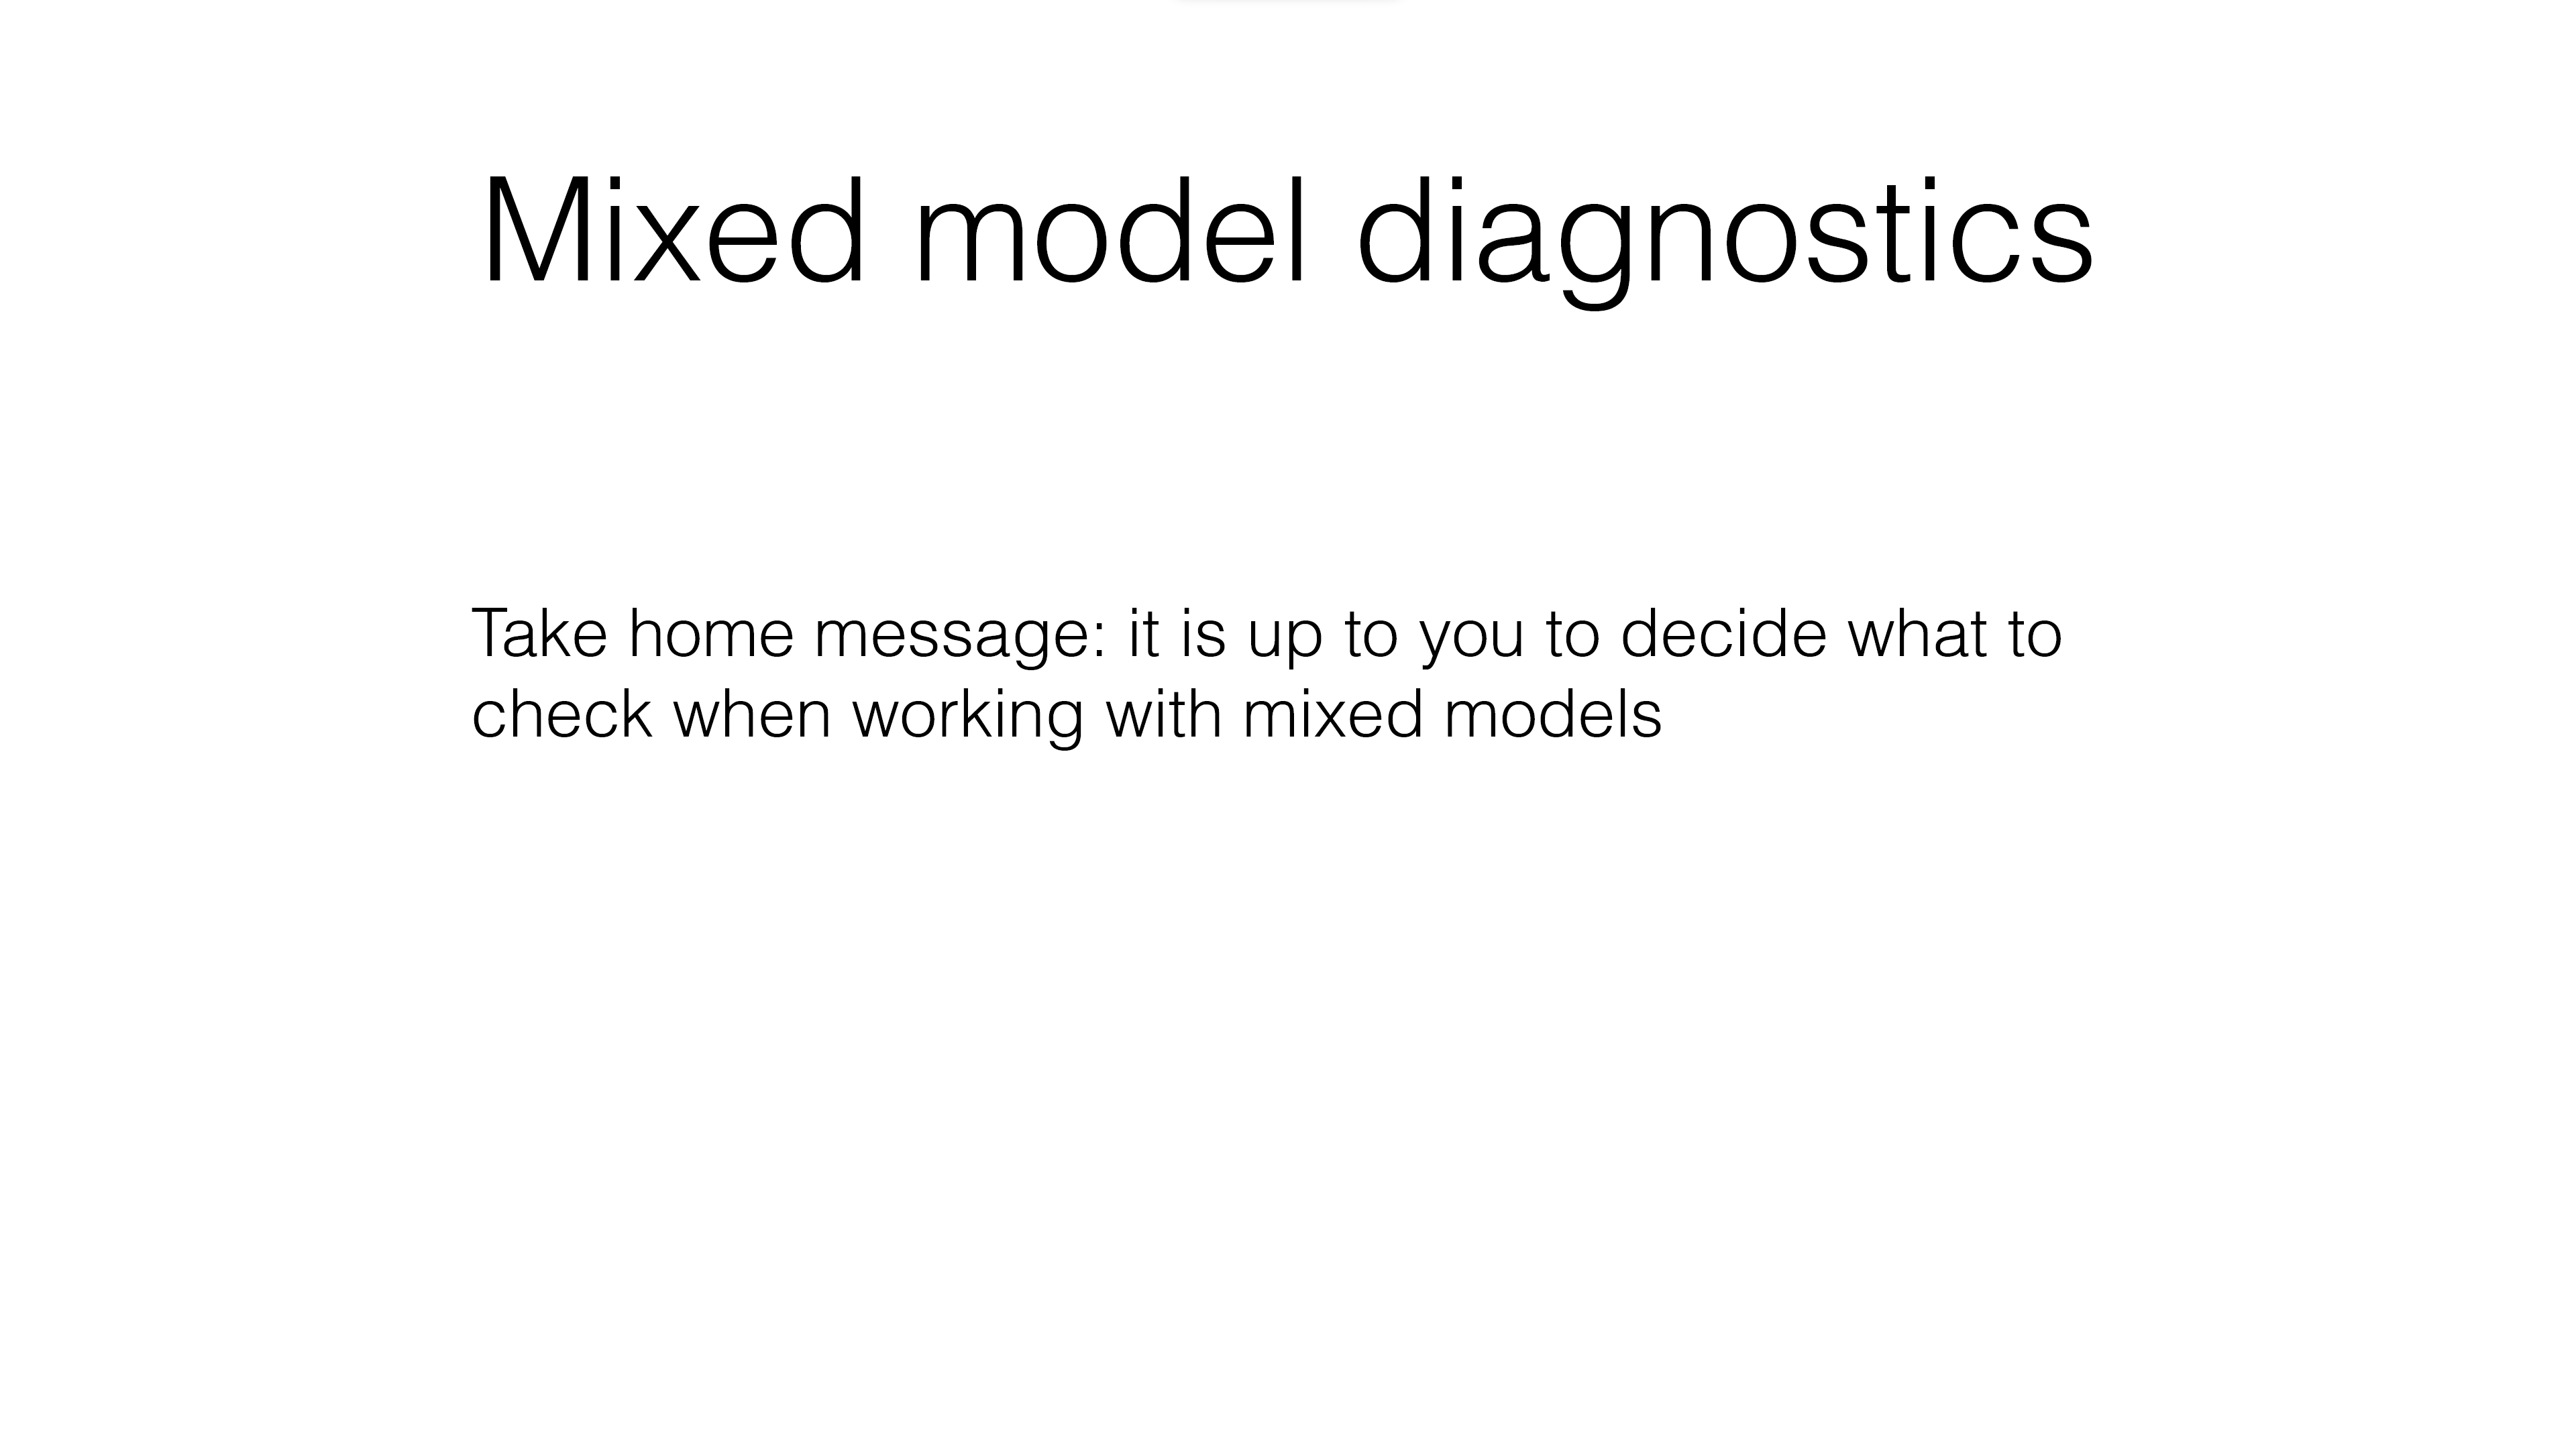 Mixed model diagnostics
Take home message: it is up to you to decide what to
check when working with mixed models